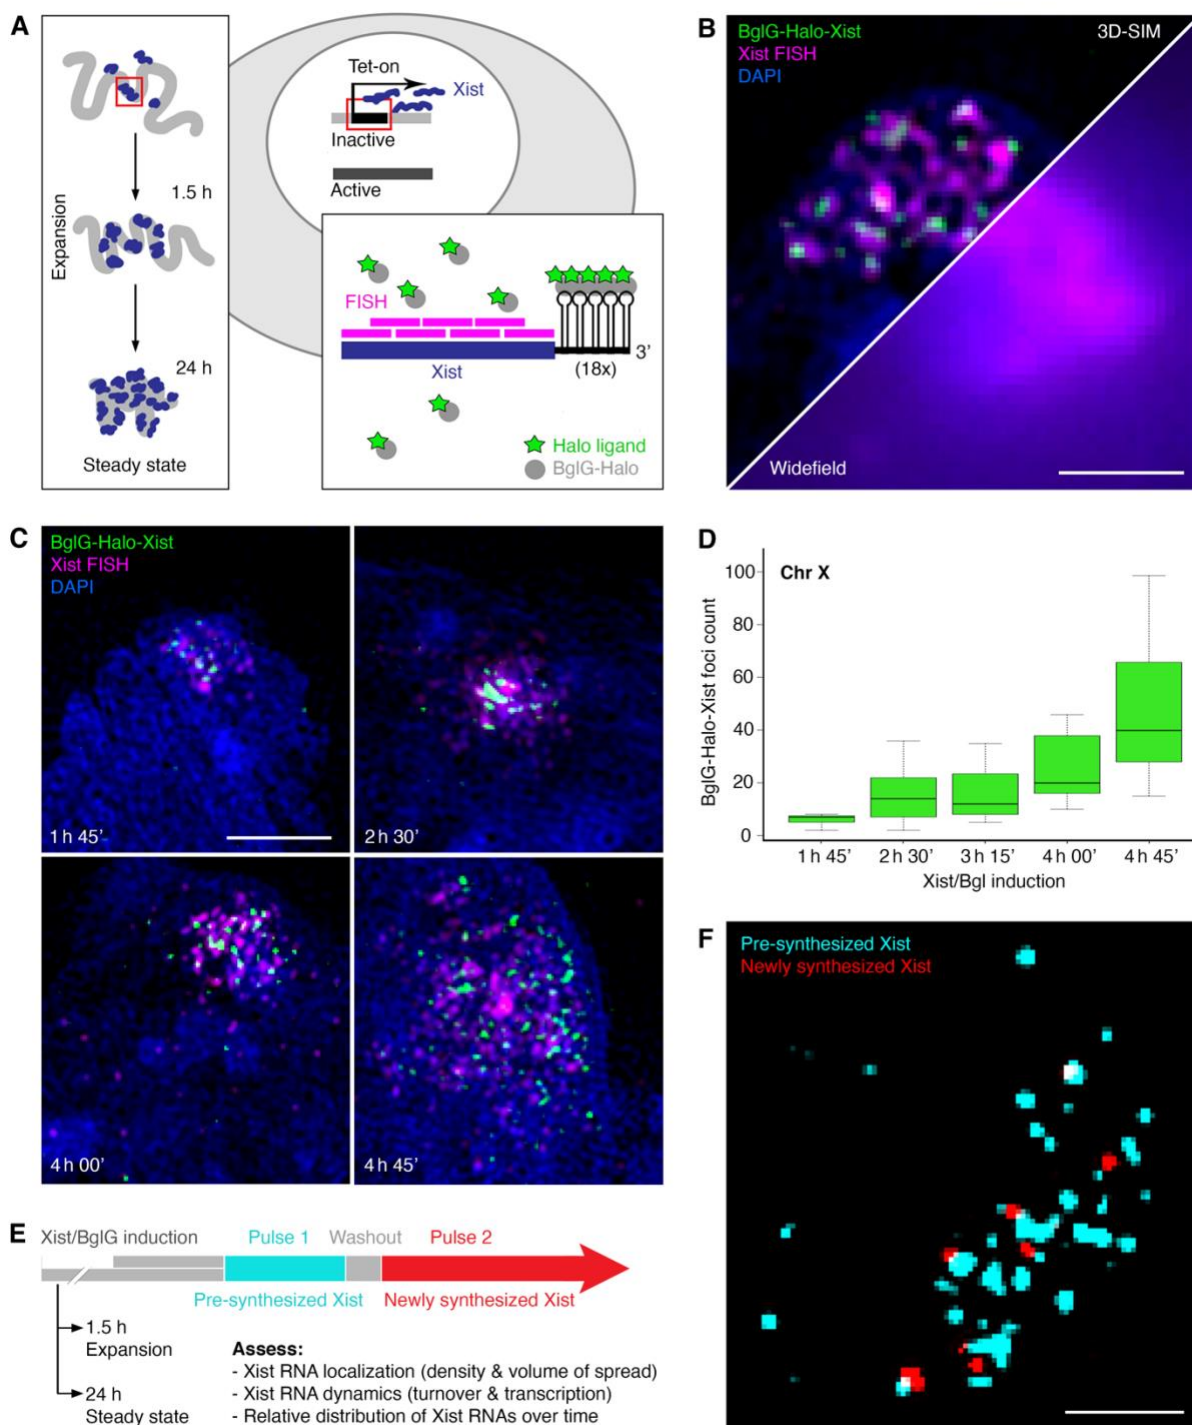 A
Tet-on
Xist
Inactive
Active
1.5 h
Expansion
24 h
Steady state
FISH
Xist
(18x)
3’
Halo ligand
BglG-Halo
B
BglG-Halo-Xist
Xist FISH
DAPI
3D-SIM
Widefield
C
BglG-Halo-Xist
Xist FISH
DAPI
1 h 45’
2 h 30’
4 h 00’
4 h 45’
D
Chr X
BglG-Halo-Xist foci count
100
80
60
40
20
0
1 h 45’ 2 h 30’ 3 h 15’ 4 h 00’ 4 h 45’
Xist/Bgl induction
E
Xist/BglG induction Pulse 1 Washout Pulse 2
Pre-synthesized Xist Newly synthesized Xist
1.5 h
Expansion
24 h
Steady state
Assess:
- Xist RNA localization (density & volume of spread)
- Xist RNA dynamics (turnover & transcription)
- Relative distribution of Xist RNAs over time
F
Pre-synthesized Xist
Newly synthesized Xist